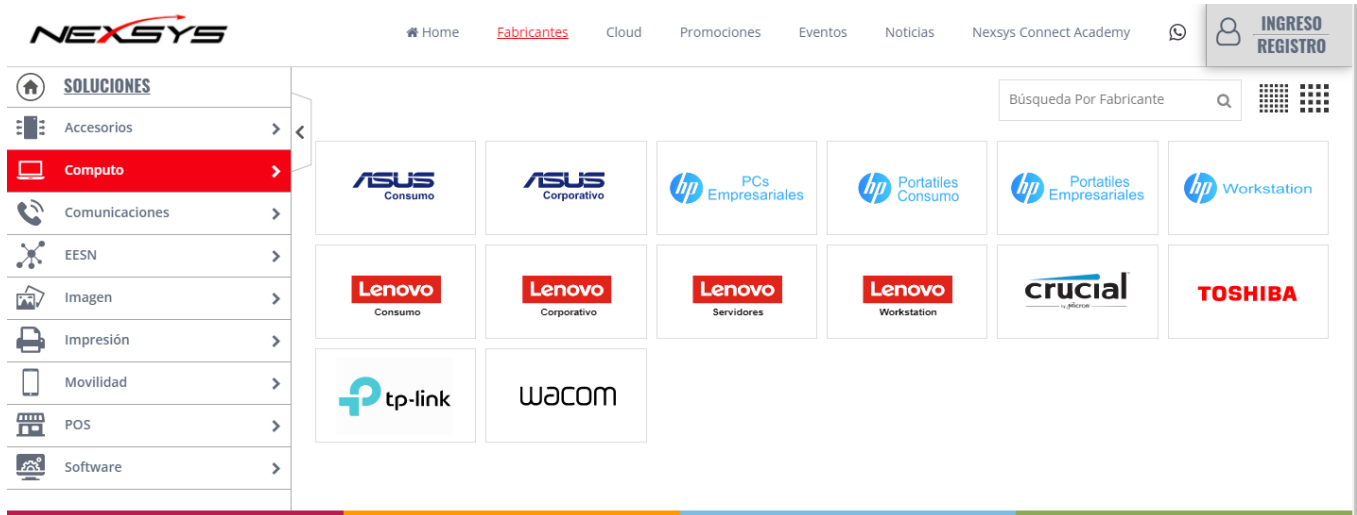 NEXSYS
Home Fabricantes Cloud Promociones Eventos Noticias Nexsys Connect Academy
INGRESO
REGISTRO
SOLUCIONES
Accesorios
Computo
Comunicaciones
EESN
Imagen
Impresión
Movilidad
POS
Software
Búsqueda Por Fabricante
ASUS
Consumo
ASUS
Corporativo
hp PCs
Empresariales
hp Portatiles
Consumo
hp Portatiles
Empresariales
hp Workstation
Lenovo
Consumo
Lenovo
Corporativo
Lenovo
Servidores
Lenovo
Workstation
crucial
by Micron
TOSHIBA
tp-link
wacom